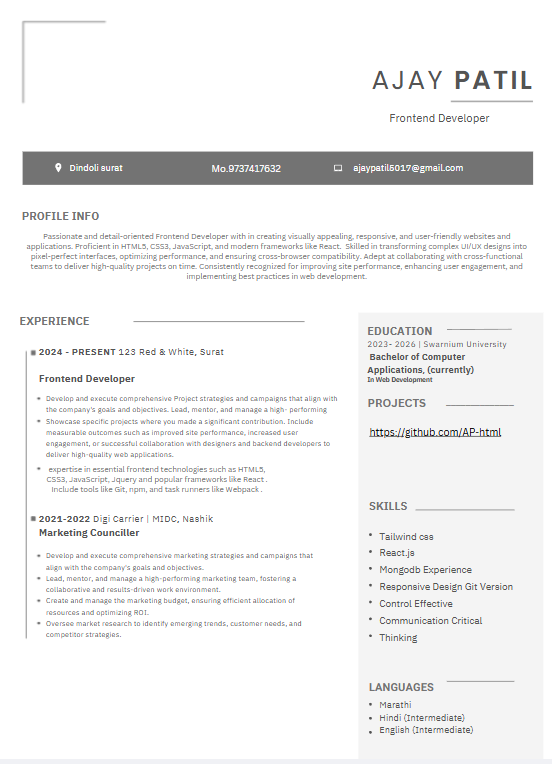 AJAY PATIL
Frontend Developer
Dindoli surat
Mo.9737417632
ajaypatil5017@gmail.com
PROFILE INFO
Passionate and detail-oriented Frontend Developer with in creating visually appealing, responsive, and user-friendly websites and
applications. Proficient in HTML5, CSS3, JavaScript, and modern frameworks like React. Skilled in transforming complex UI/UX designs into
pixel-perfect interfaces, optimizing performance, and ensuring cross-browser compatibility. Adept at collaborating with cross-functional
teams to deliver high-quality projects on time. Consistently recognized for improving site performance, enhancing user engagement, and
implementing best practices in web development.
EXPERIENCE
2024 - PRESENT 123 Red & White, Surat
Frontend Developer
• Develop and execute comprehensive Project strategies and campaigns that align with
the company's goals and objectives. Lead, mentor, and manage a high- performing
• Showcase specific projects where you made a significant contribution. Include
measurable outcomes such as improved site performance, increased user
engagement, or successful collaboration with designers and backend developers to
deliver high-quality web applications.
• expertise in essential frontend technologies such as HTML5,
CSS3, JavaScript, Jquery and popular frameworks like React .
Include tools like Git, npm, and task runners like Webpack .
2021-2022 Digi Carrier | MIDC, Nashik
Marketing Counciller
• Develop and execute comprehensive marketing strategies and campaigns that
align with the company's goals and objectives.
• Lead, mentor, and manage a high-performing marketing team, fostering a
collaborative and results-driven work environment.
• Create and manage the marketing budget, ensuring efficient allocation of
resources and optimizing ROI.
• Oversee market research to identify emerging trends, customer needs, and
competitor strategies.
EDUCATION
2023- 2026 | Swarnium University
Bachelor of Computer
Applications, (currently)
In Web Development
PROJECTS
https://github.com/AP-html
SKILLS
• Tailwind css
• React.js
• Mongodb Experience
• Responsive Design Git Version
• Control Effective
• Communication Critical
• Thinking
LANGUAGES
• Marathi
• Hindi (Intermediate)
• English (Intermediate)